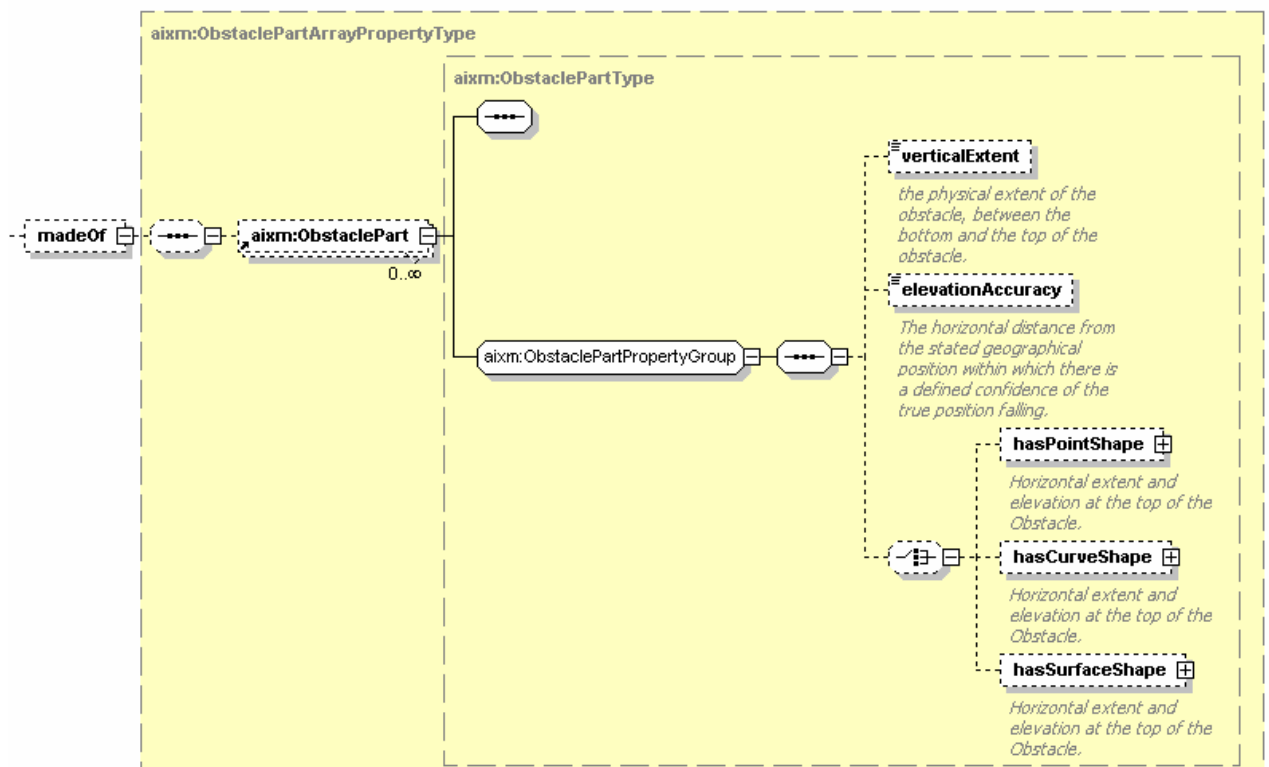 aixm:ObstaclePartArrayPropertyType
aixm:ObstaclePartType
verticalExtent
the physical extent of the
obstacle, between the
bottom and the top of the
obstacle.
madeOf
aixm:ObstaclePart
0..∞
elevationAccuracy
The horizontal distance from
the stated geographical
position within which there is
a defined confidence of the
true position falling.
aixm:ObstaclePartPropertyGroup
hasPointShape
Horizontal extent and
elevation at the top of the
Obstacle.
hasCurveShape
Horizontal extent and
elevation at the top of the
Obstacle.
hasSurfaceShape
Horizontal extent and
elevation at the top of the
Obstacle.